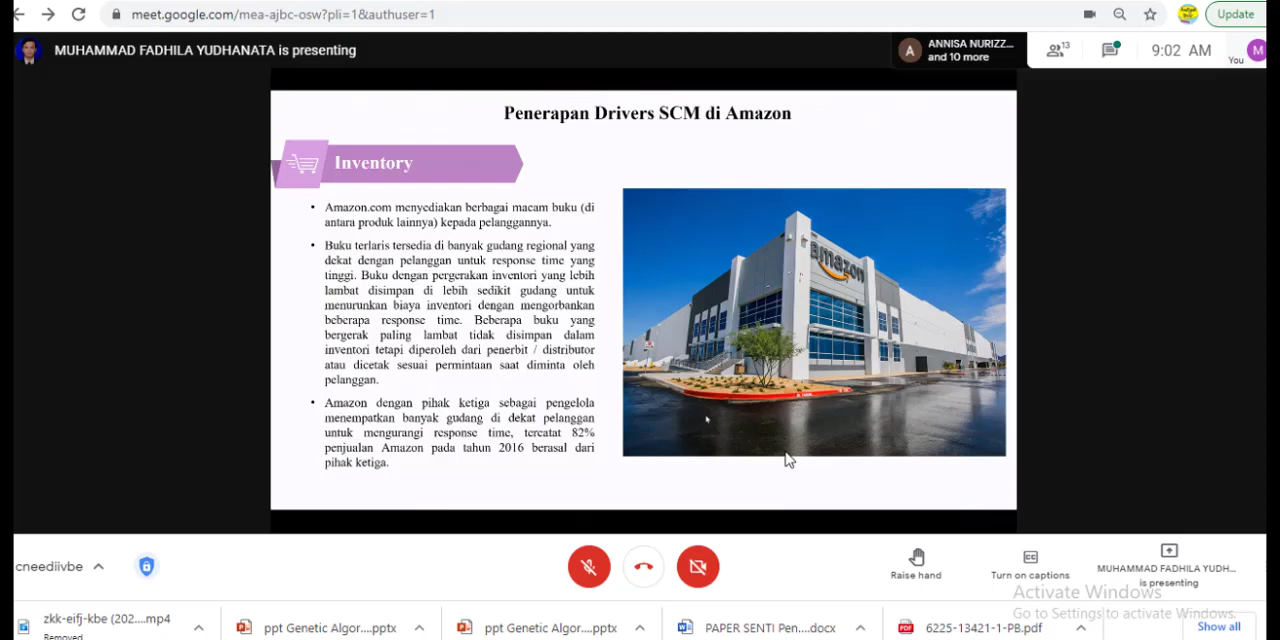 meet.google.com/mea-ajbc-osw?pli=1&authuser=1
Update
MUHAMMAD FADHILA YUDHANATA is presenting
A
ANNISA NURIZZ...
and 10 more
13
9:02 AM
You
M
Penerapan Drivers SCM di Amazon
Inventory
• Amazon.com menyediakan berbagai macam buku (di
antara produk lainnya) kepada pelanggannya.
• Buku terlaris tersedia di banyak gudang regional yang
dekat dengan pelanggan untuk response time yang
tinggi. Buku dengan pergerakan inventori yang lebih
lambat disimpan di lebih sedikit gudang untuk
menurunkan biaya inventori dengan mengorbankan
beberapa response time. Beberapa buku yang
bergerak paling lambat tidak disimpan dalam
inventori tetapi diperoleh dari penerbit / distributor
atau dicetak sesuai permintaan saat diminta oleh
pelanggan.
• Amazon dengan pihak ketiga sebagai pengelola
menempatkan banyak gudang di dekat pelanggan
untuk mengurangi response time, tercatat 82%
penjualan Amazon pada tahun 2016 berasal dari
pihak ketiga.
amazon
cneediivbe
Raise hand
CC
Turn on captions
MUHAMMAD FADHILA YUDH...
is presenting
Activate Windows
Go to Settings to activate Windows.
zkk-eifj-kbe (202....mp4
Removed
ppt Genetic Algor....pptx
ppt Genetic Algor....pptx
PAPER SENTI Pen....docx
PDF
6225-13421-1-PB.pdf
Show all